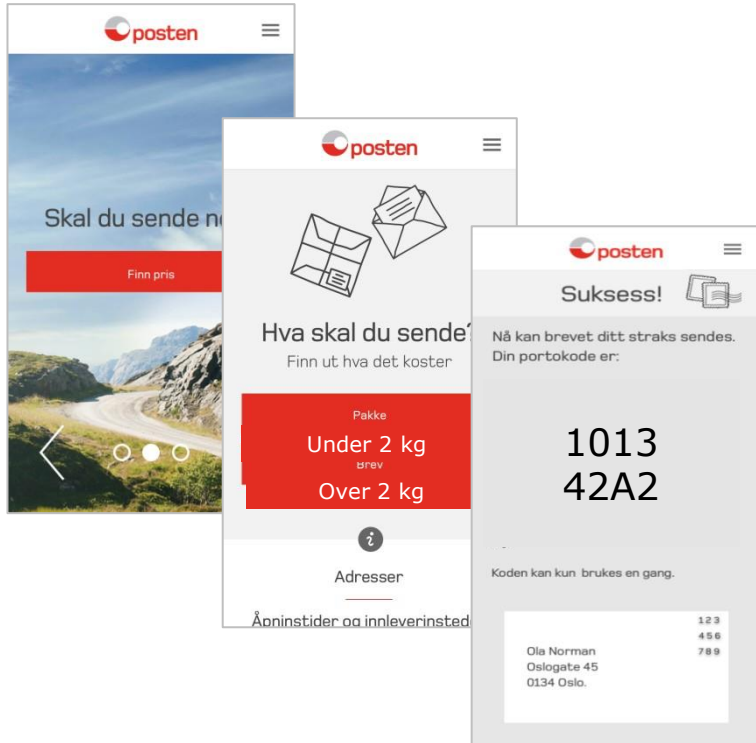 posten
Skal du sende
Finn pris
posten
Hva skal du sende?
Finn ut hva det koster
Pakke
Under 2 kg
Brev
Over 2 kg
i
Adresser
Åpninstider og innleverinsted
posten
Suksess!
Nå kan brevet ditt straks sendes.
Din portokode er:
1013
42A2
Koden kan kun brukes en gang.
123
456
789
Ola Norman
Oslogate 45
0134 Oslo.